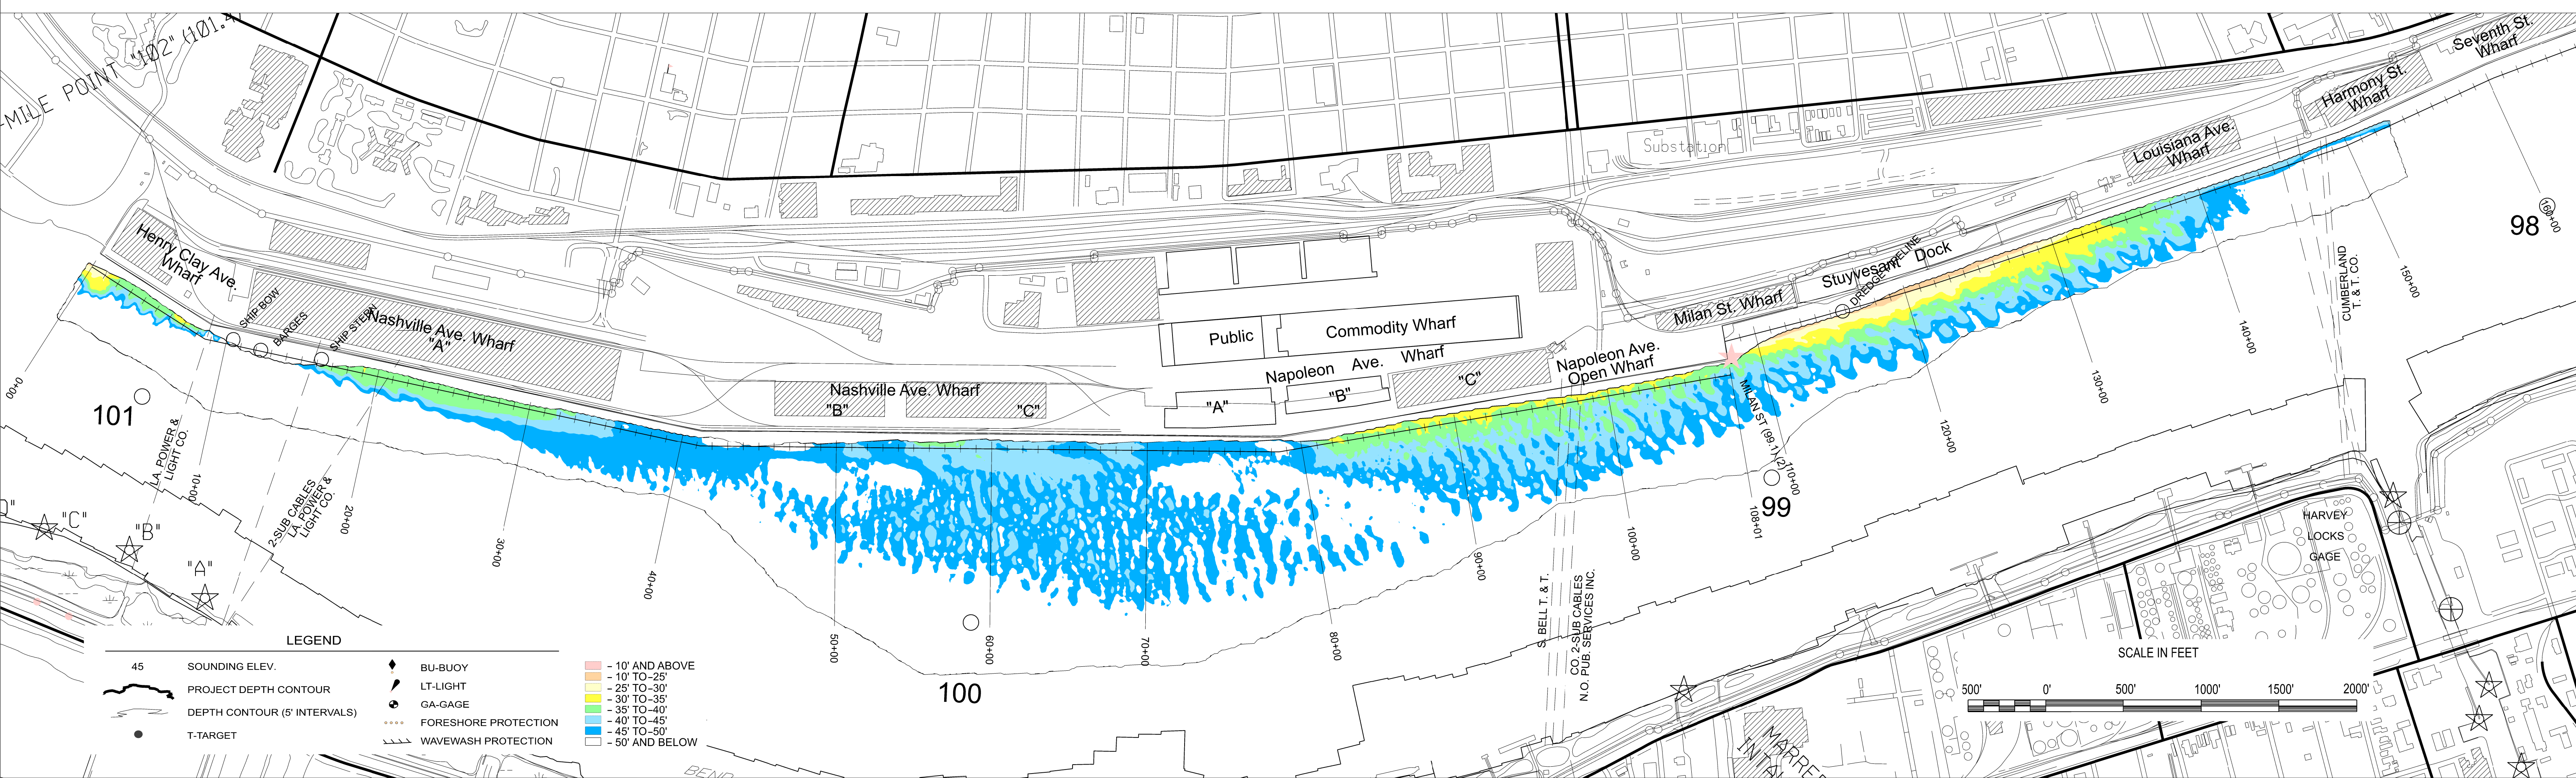 -MILE POINT "102" (101.4
Seventh St.
Wharf
Harmony St.
Wharf
Louisiana Ave.
Wharf
Substation
98
160+00
150+00
140+00
130+00
120+00
110+00
108+01
100+00
90+00
80+00
70+00
60+00
50+00
40+00
30+00
20+00
10+00
00+0
Henry Clay Ave.
Wharf
SHIP BOW
BARGES
SHIP STERN
Nashville Ave. Wharf
"A"
Nashville Ave. Wharf
"B"
"C"
Public
Commodity Wharf
Napoleon Ave. Wharf
"A"
"B"
"C"
Napoleon Ave.
Open Wharf
Milan St. Wharf
Stuyvesant Dock
DREDGE PIPELINE
MILAN ST (99.1) (2)
99
100
101
LA. POWER &
LIGHT CO.
2-SUB CABLES
LA. POWER &
LIGHT CO.
S. BELL T. & T.
CO. 2-SUB CABLES
N.O. PUB. SERVICES INC.
CUMBERLAND
T. & T. CO.
HARVEY
LOCKS
GAGE
"C"
"B"
"A"
LEGEND
45 SOUNDING ELEV.
PROJECT DEPTH CONTOUR
DEPTH CONTOUR (5' INTERVALS)
T-TARGET
BU-BUOY
LT-LIGHT
GA-GAGE
FORESHORE PROTECTION
WAVEWASH PROTECTION
– 10' AND ABOVE
– 10' TO–25'
– 25' TO–30'
– 30' TO–35'
– 35' TO–40'
– 40' TO–45'
– 45' TO–50'
– 50' AND BELOW
SCALE IN FEET
500' 0' 500' 1000' 1500' 2000'
BEND